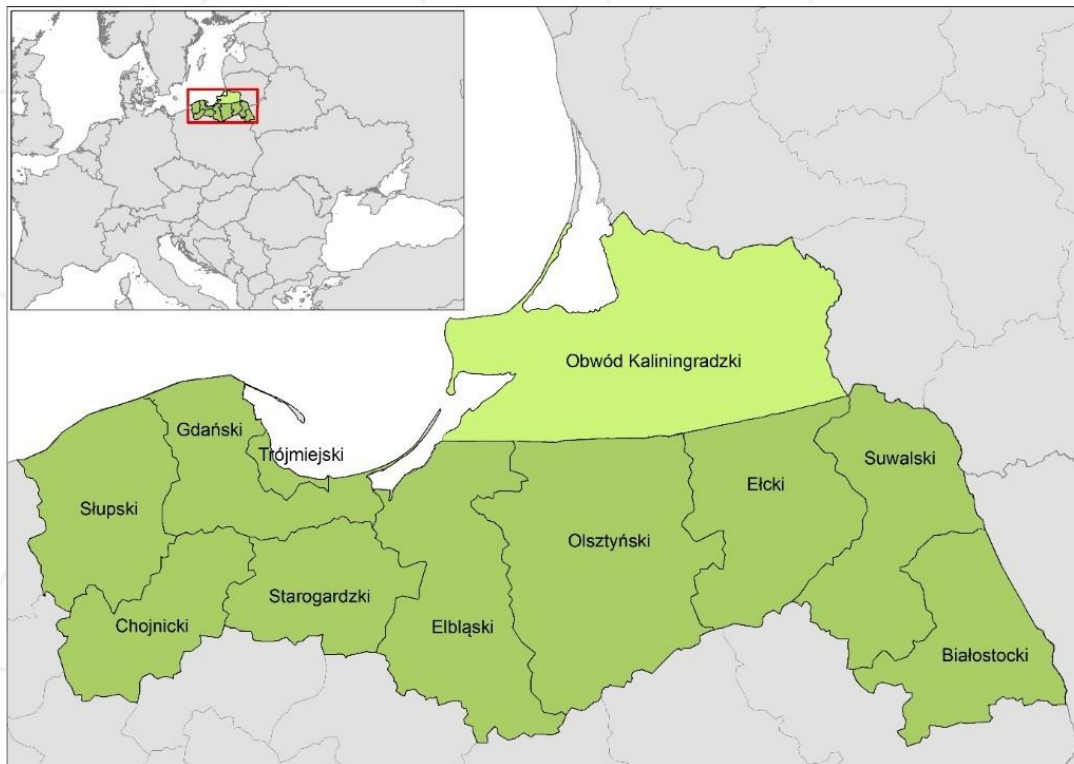 Obwód Kaliningradzki
Gdański
Trójmiejski
Suwalski
Słupski
Ełcki
Olsztyński
Starogardzki
Chojnicki
Elbląski
Białostocki